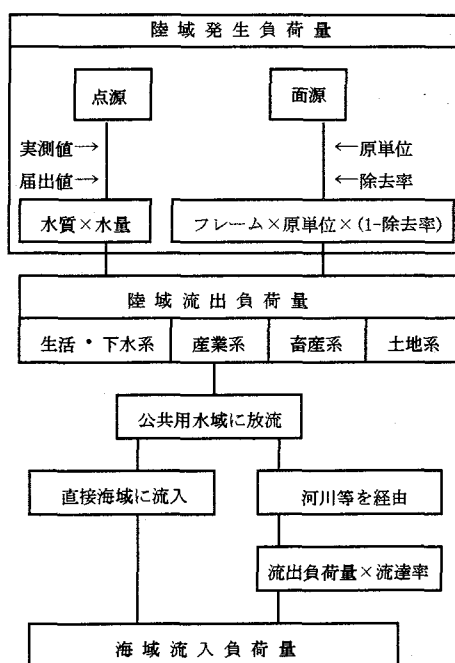 陸域発生負荷量
点源
面源
実測値→
←原単位
届出値→
←除去率
水質×水量
フレーム×原単位×(1-除去率)
陸域流出負荷量
生活・下水系
産業系
畜産系
土地系
公共用水域に放流
直接海域に流入
河川等を経由
流出負荷量×流達率
海域流入負荷量